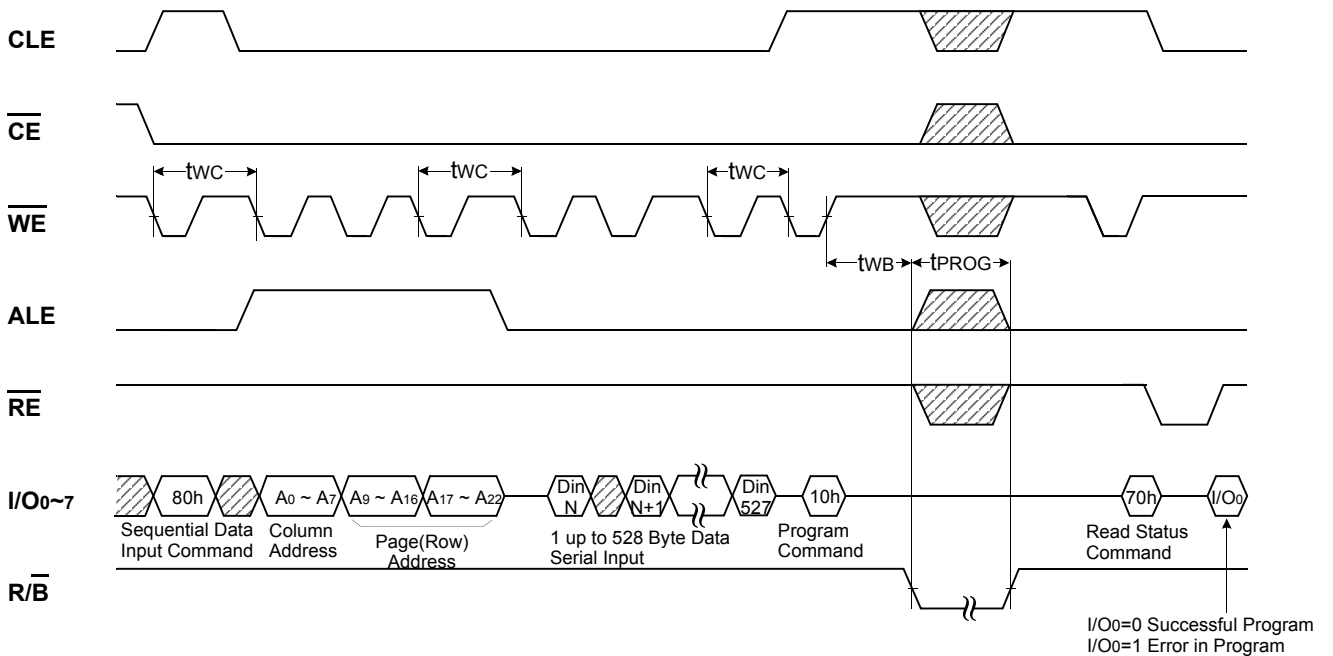 CLE
CE
tWC tWC tWC
WE
tWB tPROG
ALE
RE
I/O0~7 80h A0 ~ A7 A9 ~ A16 A17 ~ A22 Din N Din N+1 Din 527 10h 70h I/O0
Sequential Data Input Command
Column Address
Page(Row) Address
1 up to 528 Byte Data Serial Input
Program Command
Read Status Command
R/B
I/O0=0 Successful Program
I/O0=1 Error in Program